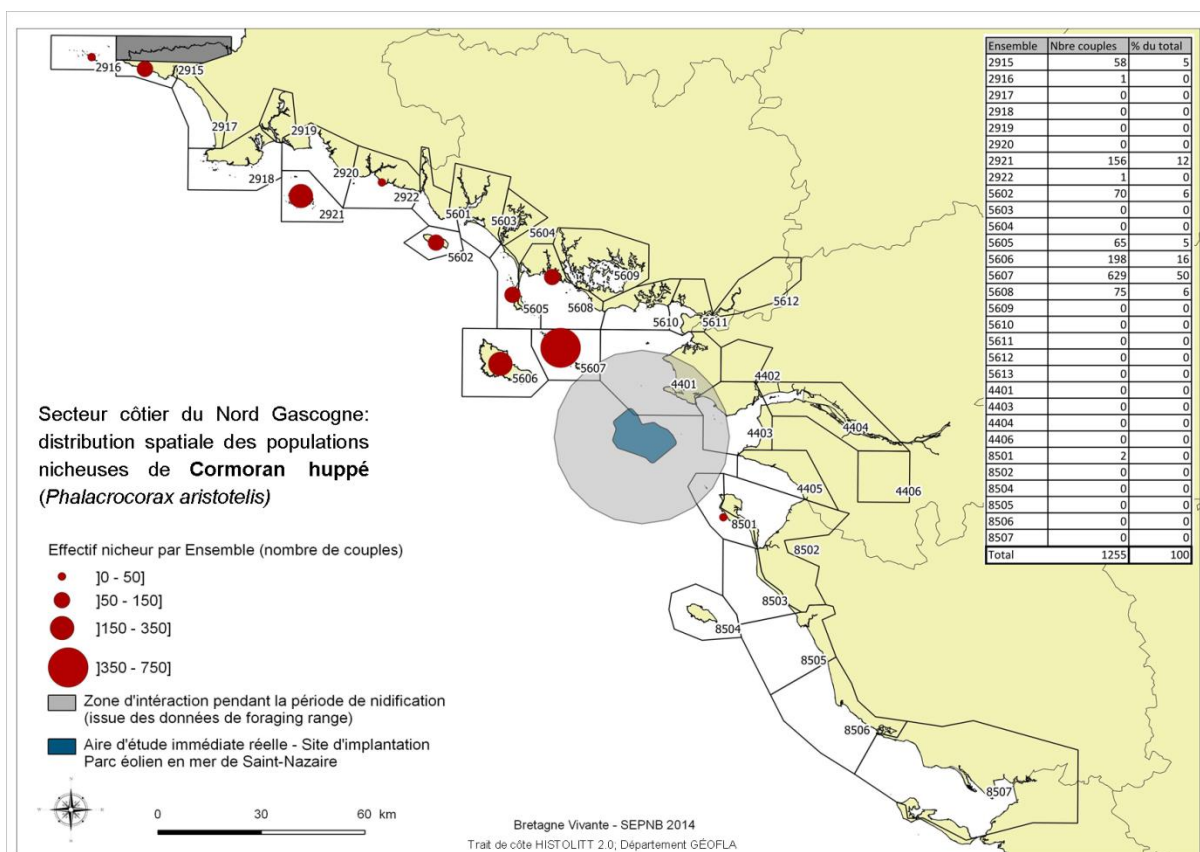 2916
2915
2917
2919
2918
2920
2921
2922
5601
5603
5604
5602
5609
5605
5608
5610
5611
5612
5606
5607
4401
4402
4403
4404
4405
4406
8501
8502
8503
8504
8505
8506
8507
Ensemble Nbre couples % du total
2915 58 5
2916 1 0
2917 0 0
2918 0 0
2919 0 0
2920 0 0
2921 156 12
2922 1 0
5602 70 6
5603 0 0
5604 0 0
5605 65 5
5606 198 16
5607 629 50
5608 75 6
5609 0 0
5610 0 0
5611 0 0
5612 0 0
5613 0 0
4401 0 0
4403 0 0
4404 0 0
4406 0 0
8501 2 0
8502 0 0
8504 0 0
8505 0 0
8506 0 0
8507 0 0
Total 1255 100
Secteur côtier du Nord Gascogne:
distribution spatiale des populations
nicheuses de Cormoran huppé
(Phalacrocorax aristotelis)
Effectif nicheur par Ensemble (nombre de couples)
]0 - 50]
]50 - 150]
]150 - 350]
]350 - 750]
Zone d'intéraction pendant la période de nidification
(issue des données de foraging range)
Aire d'étude immédiate réelle - Site d'implantation
Parc éolien en mer de Saint-Nazaire
0 30 60 km
Bretagne Vivante - SEPNB 2014
Trait de côte HISTOLITT 2.0; Département GÉOFLA